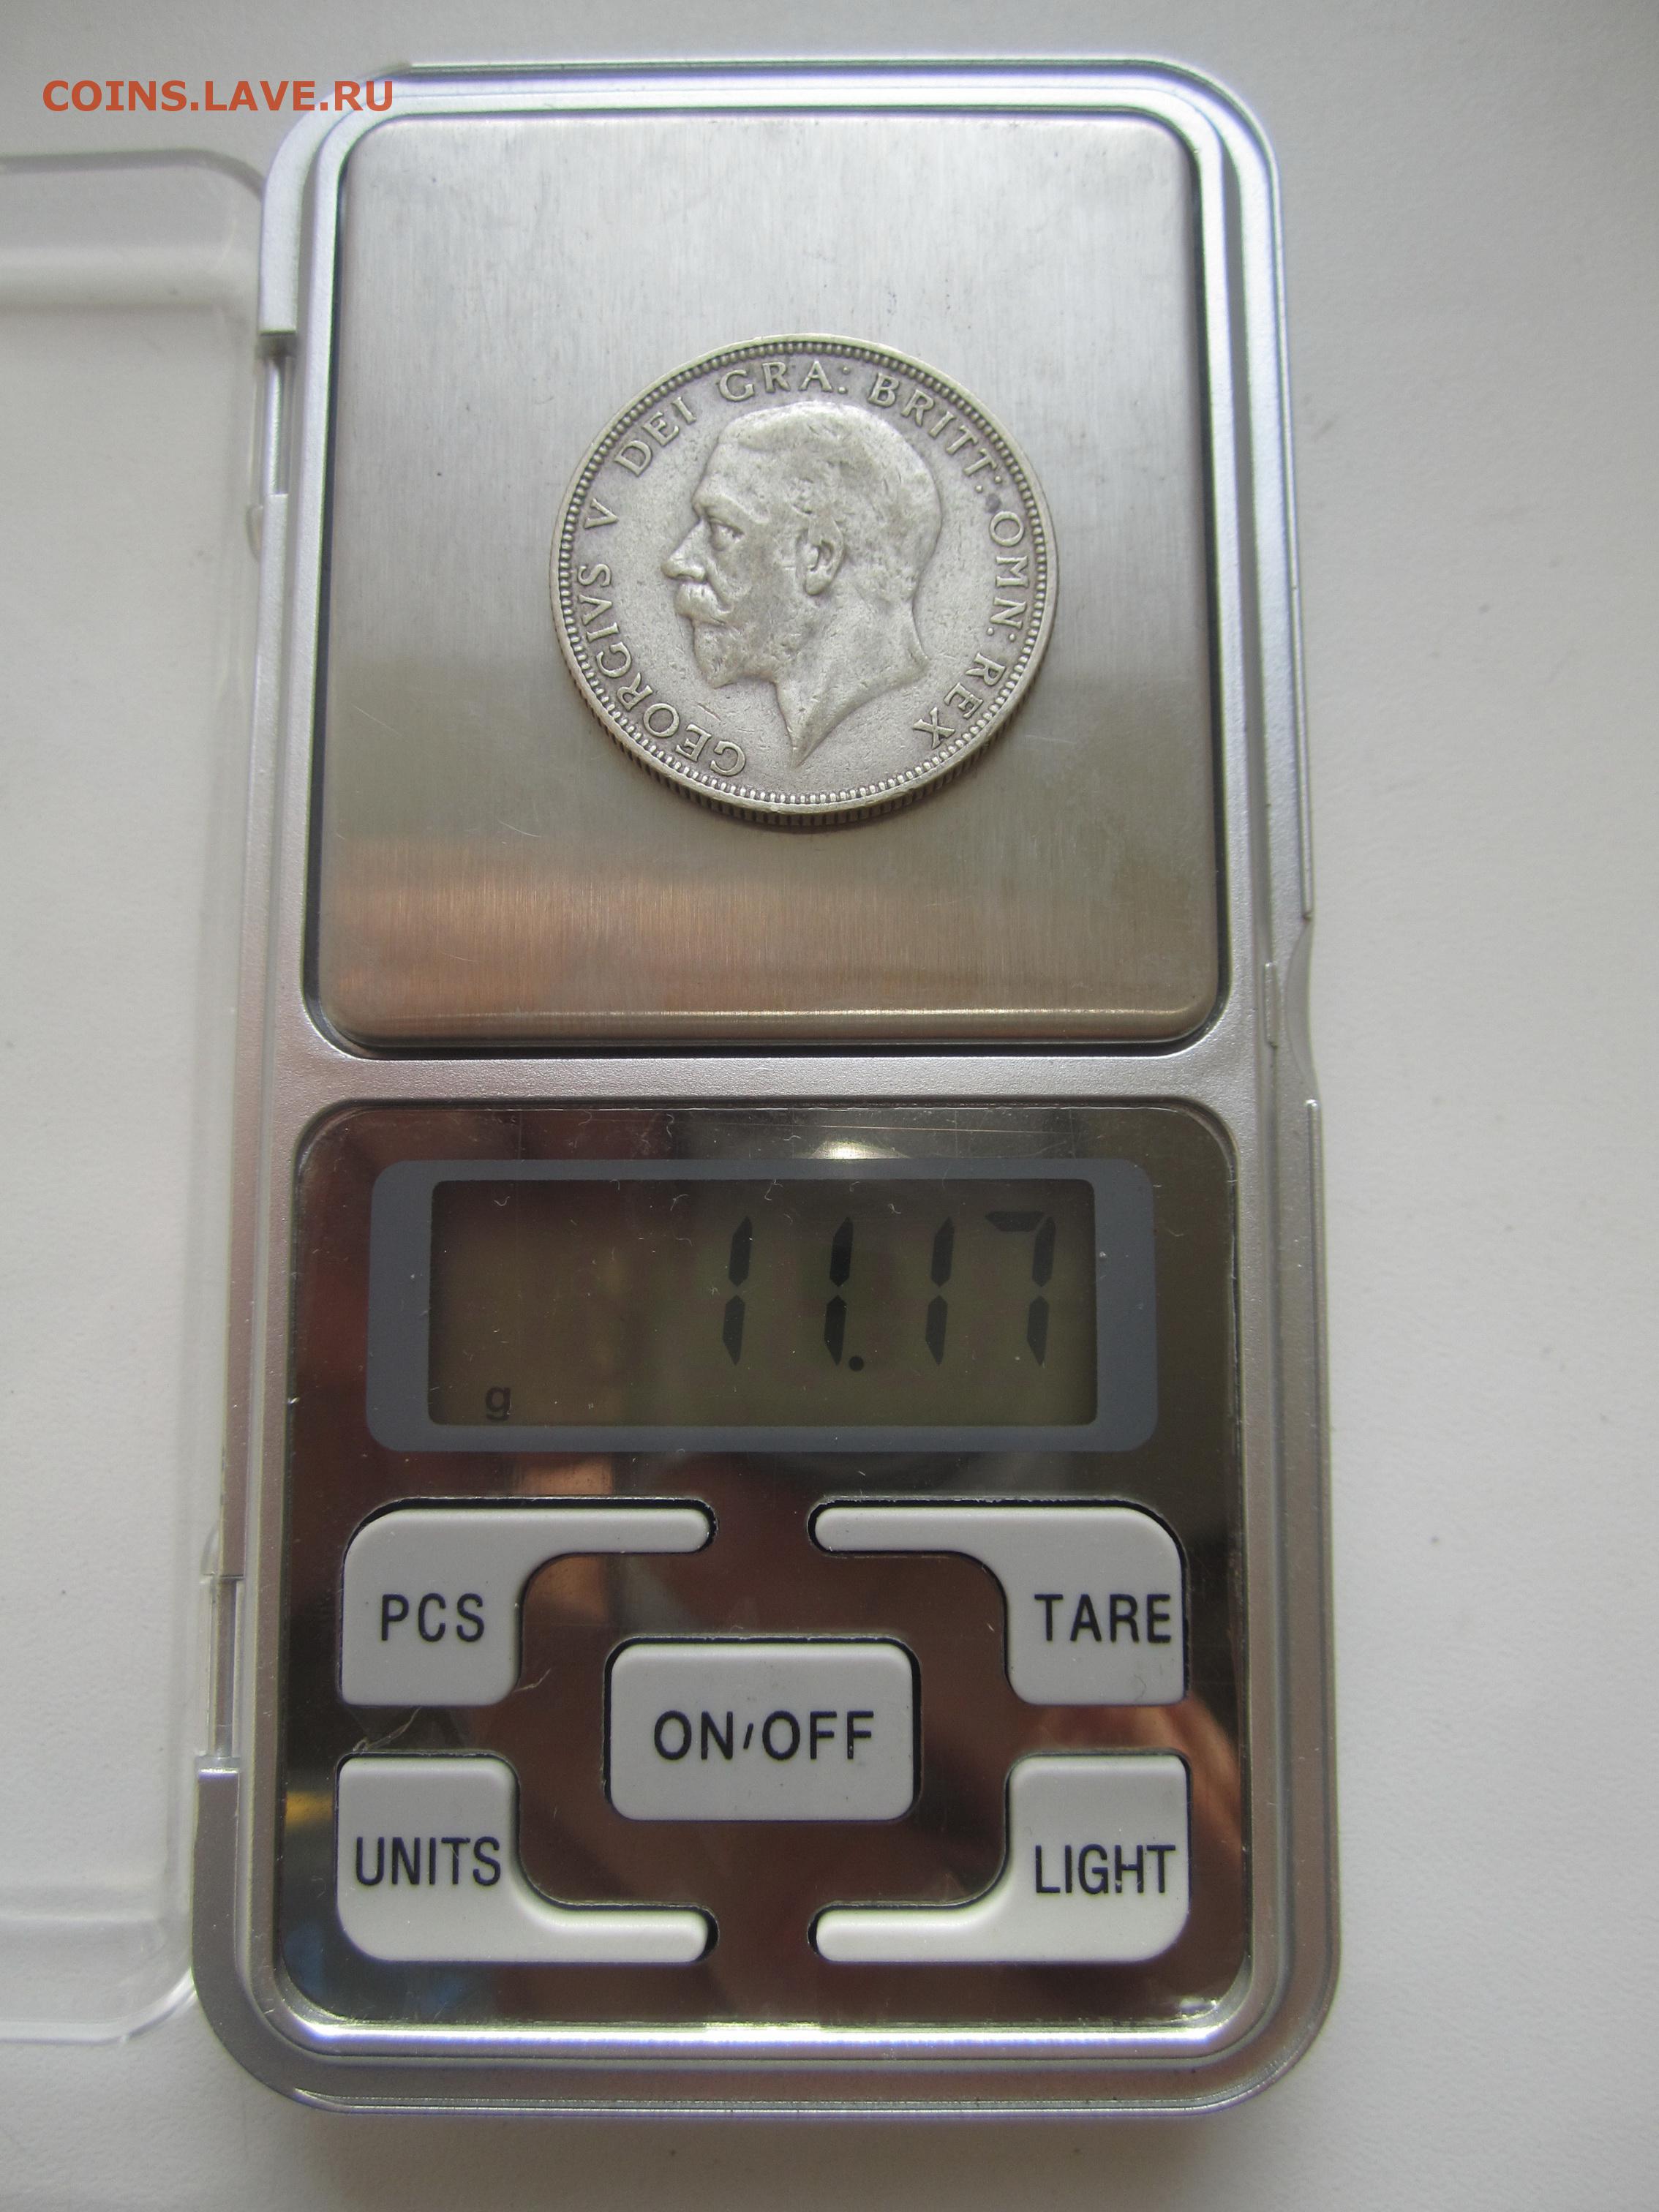 COINS.LAVE.RU
GEORGIVS V DEI GRA: BRITT: OMN: REX
11.17
g
PCS
TARE
ON/OFF
UNITS
LIGHT